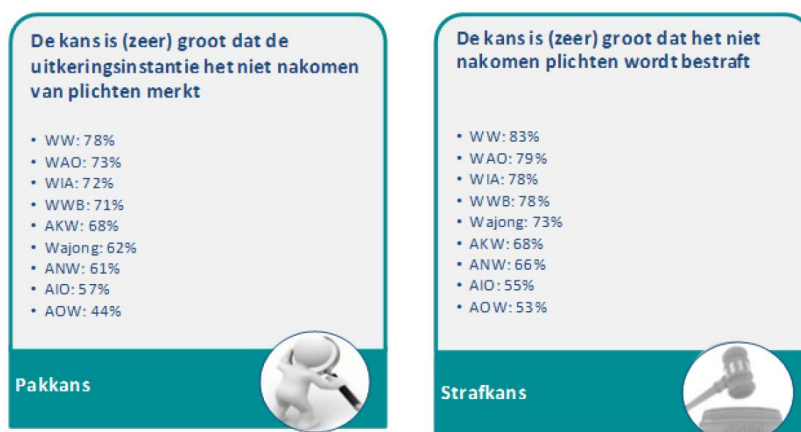 De kans is (zeer) groot dat de
uitkeringsinstantie het niet nakomen
van plichten merkt
• WW: 78%
• WAO: 73%
• WIA: 72%
• WWB: 71%
• AKW: 68%
• Wajong: 62%
• ANW: 61%
• AIO: 57%
• AOW: 44%
Pakkans
De kans is (zeer) groot dat het niet
nakomen plichten wordt bestraft
• WW: 83%
• WAO: 79%
• WIA: 78%
• WWB: 78%
• Wajong: 73%
• AKW: 68%
• ANW: 66%
• AIO: 55%
• AOW: 53%
Strafkans